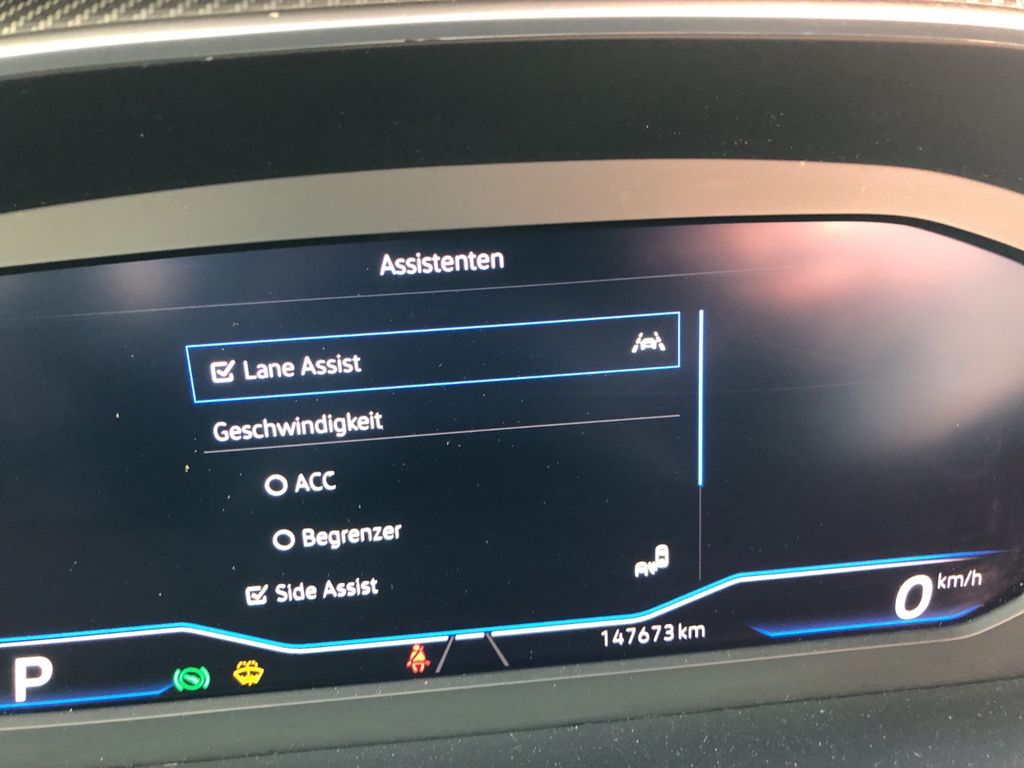 Assistenten
Lane Assist
Geschwindigkeit
ACC
Begrenzer
Side Assist
0 km/h
147673 km
P